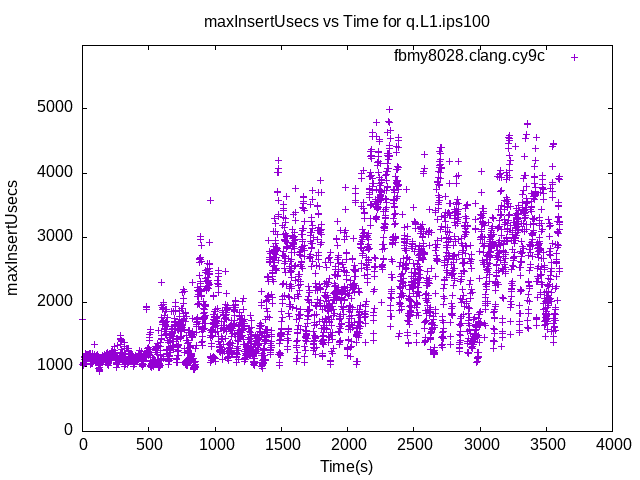 maxInsertUsecs vs Time for q.L1.ips100
fbmy8028.clang.cy9c
maxInsertUsecs
5000
4000
3000
2000
1000
0
0 500 1000 1500 2000 2500 3000 3500 4000
Time(s)